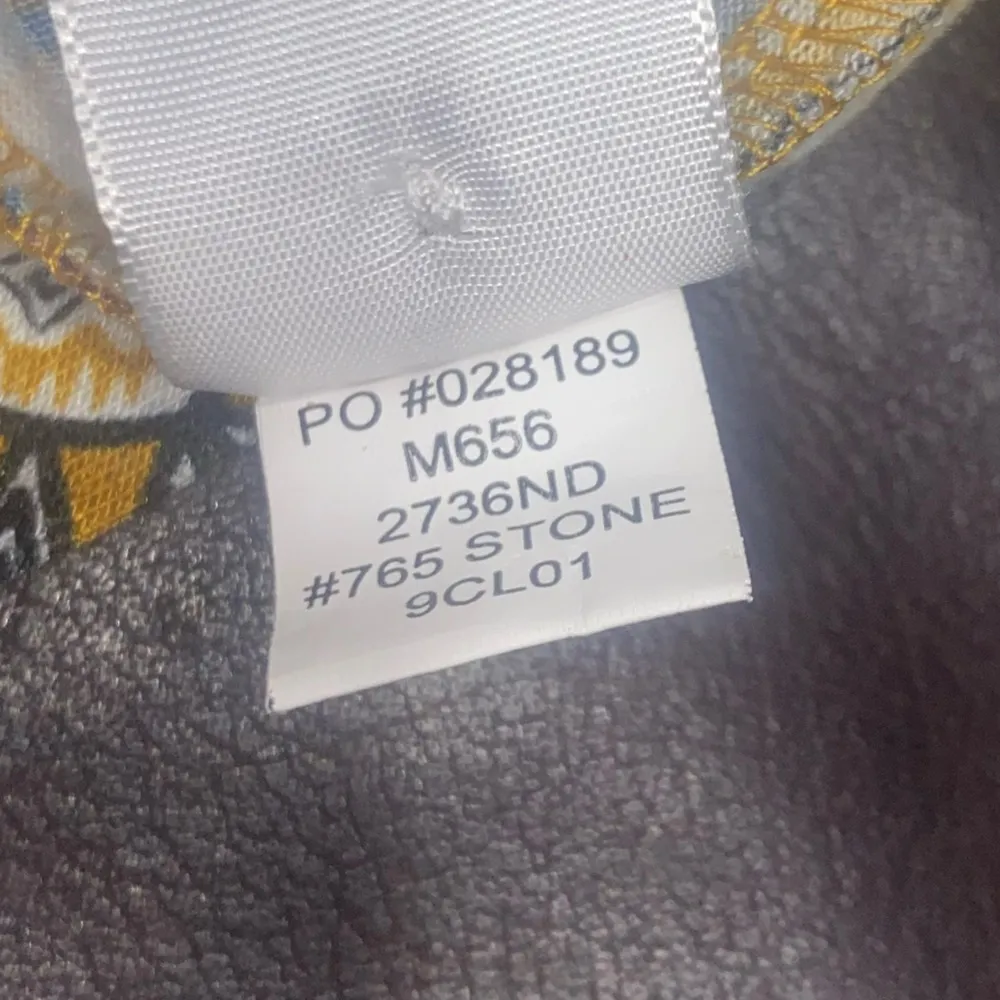 PO #028189
M656
2736ND
#765 STONE
9CL01